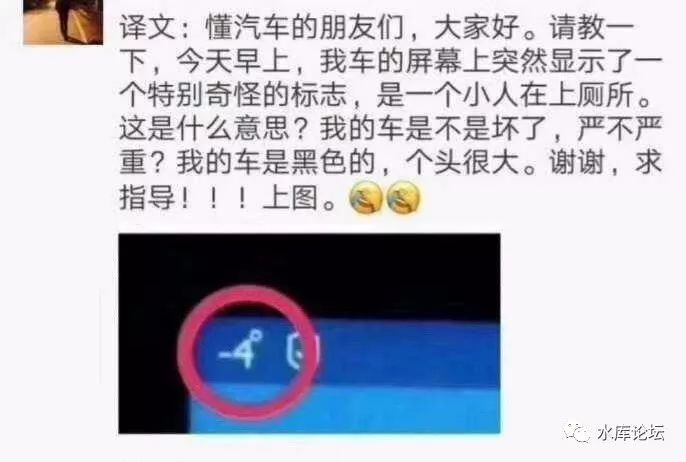 译文：懂汽车的朋友们，大家好。请教一
下，今天早上，我车的屏幕上突然显示了一
个特别奇怪的标志，是一个小人在上厕所。
这是什么意思？我的车是不是坏了，严不严
重？我的车是黑色的，个头很大。谢谢，求
指导！！！上图。
-4°
水库论坛